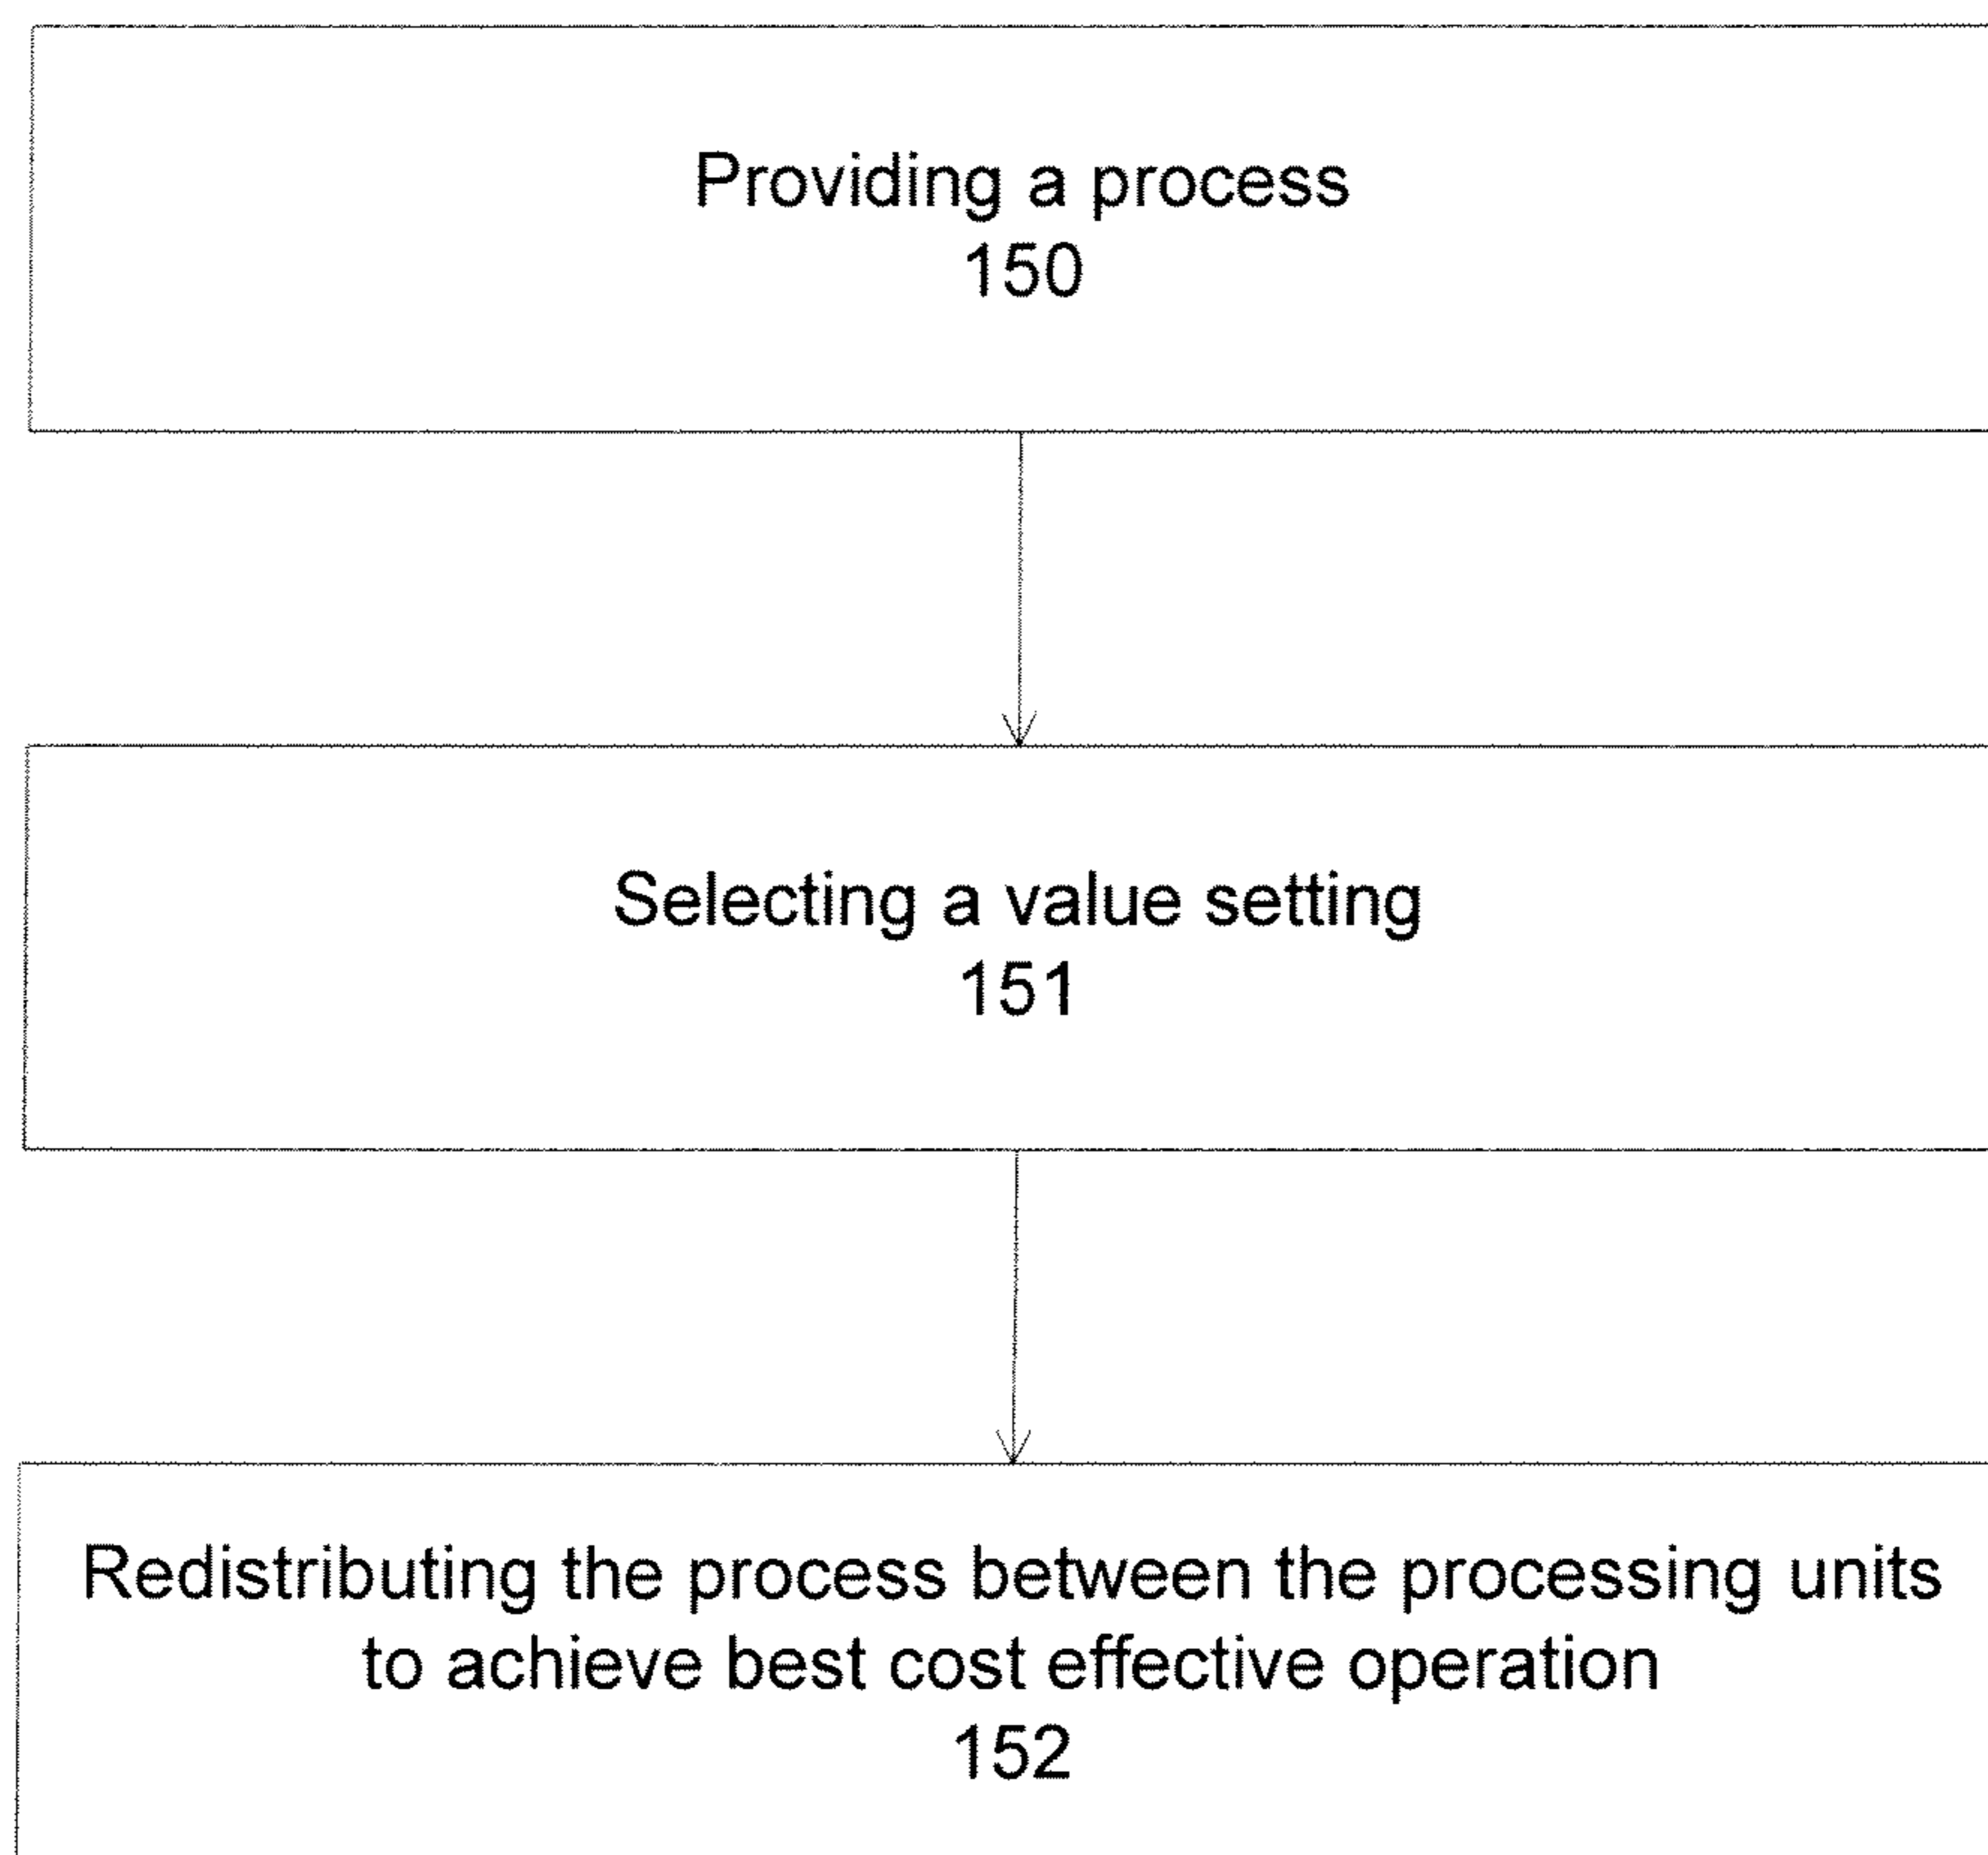 Providing a process
150
Selecting a value setting
151
Redistributing the process between the processing units
to achieve best cost effective operation
152